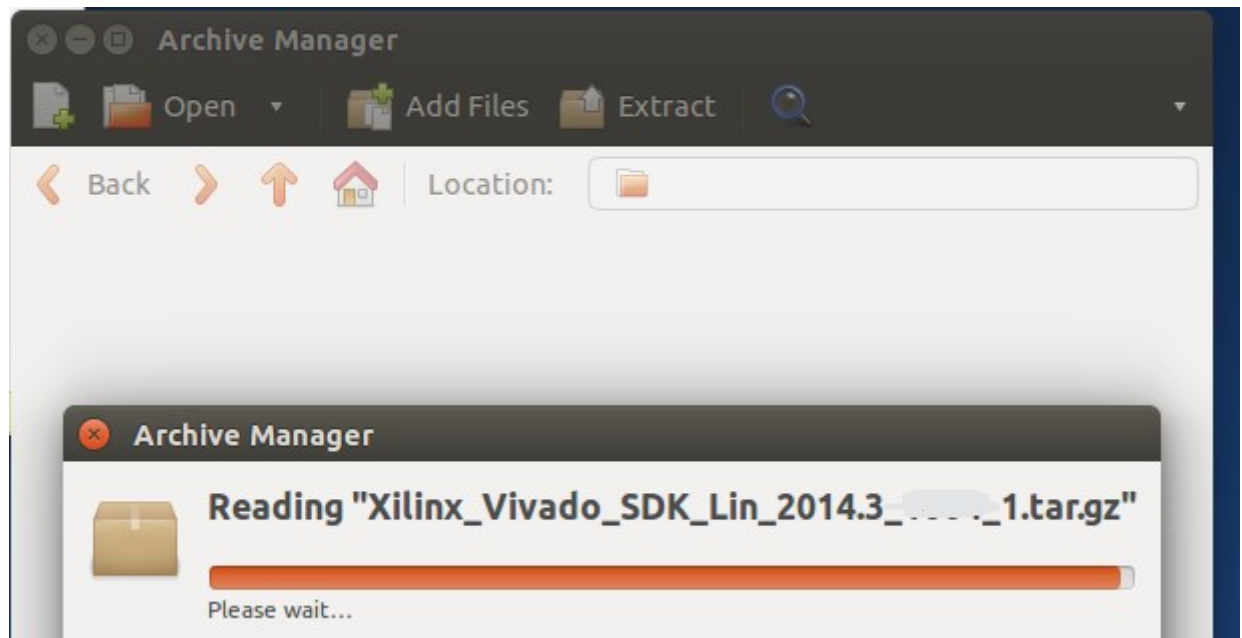 Archive Manager
Open Add Files Extract
Back Location:
Archive Manager
Reading "Xilinx_Vivado_SDK_Lin_2014.3_ _1.tar.gz"
Please wait...